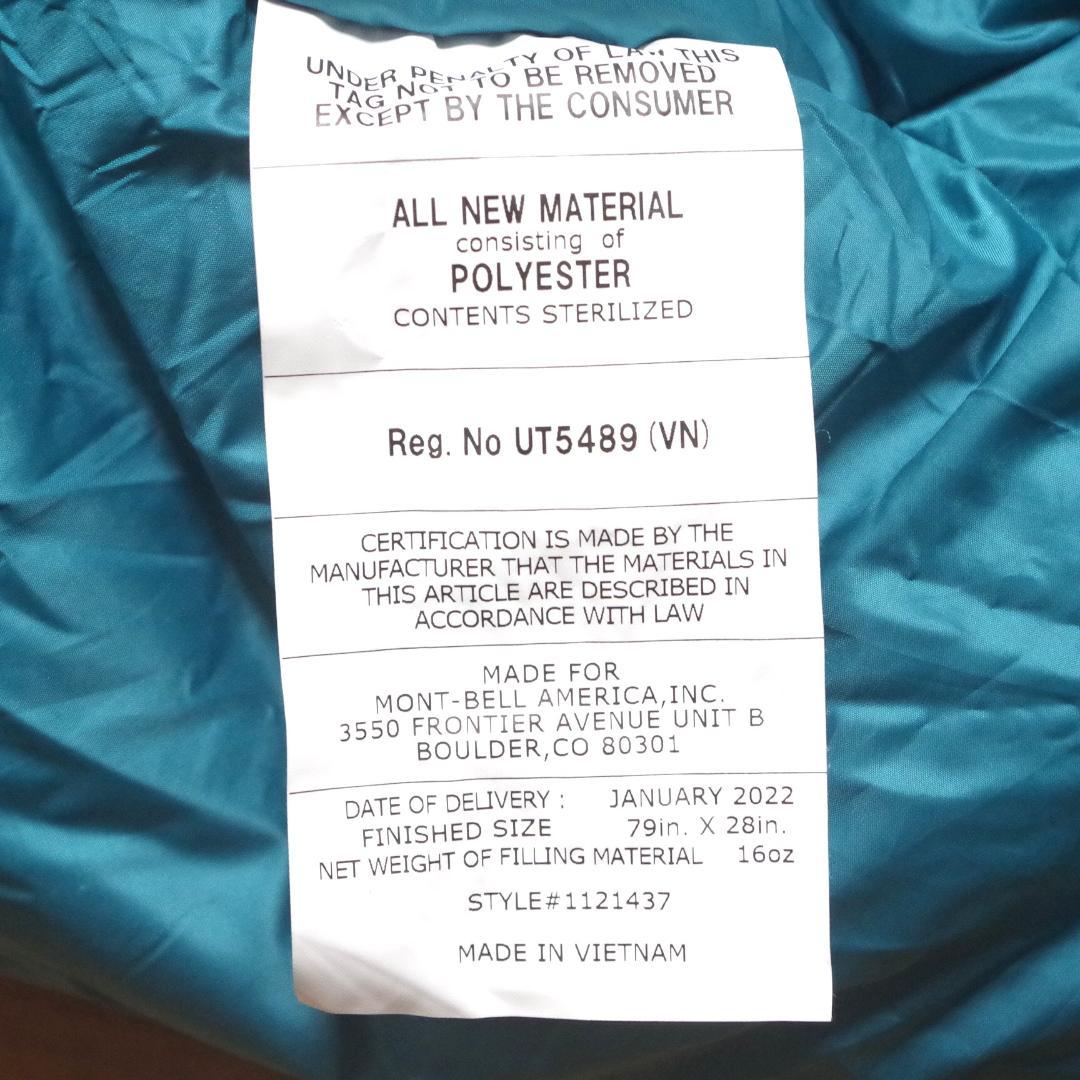 UNDER PENALTY OF LAW THIS
TAG NOT TO BE REMOVED
EXCEPT BY THE CONSUMER
ALL NEW MATERIAL
consisting of
POLYESTER
CONTENTS STERILIZED
Reg. No UT5489 (VN)
CERTIFICATION IS MADE BY THE
MANUFACTURER THAT THE MATERIALS IN
THIS ARTICLE ARE DESCRIBED IN
ACCORDANCE WITH LAW
MADE FOR
MONT-BELL AMERICA,INC.
3550 FRONTIER AVENUE UNIT B
BOULDER,CO 80301
DATE OF DELIVERY : JANUARY 2022
FINISHED SIZE 79in. X 28in.
NET WEIGHT OF FILLING MATERIAL 16oz
STYLE#1121437
MADE IN VIETNAM